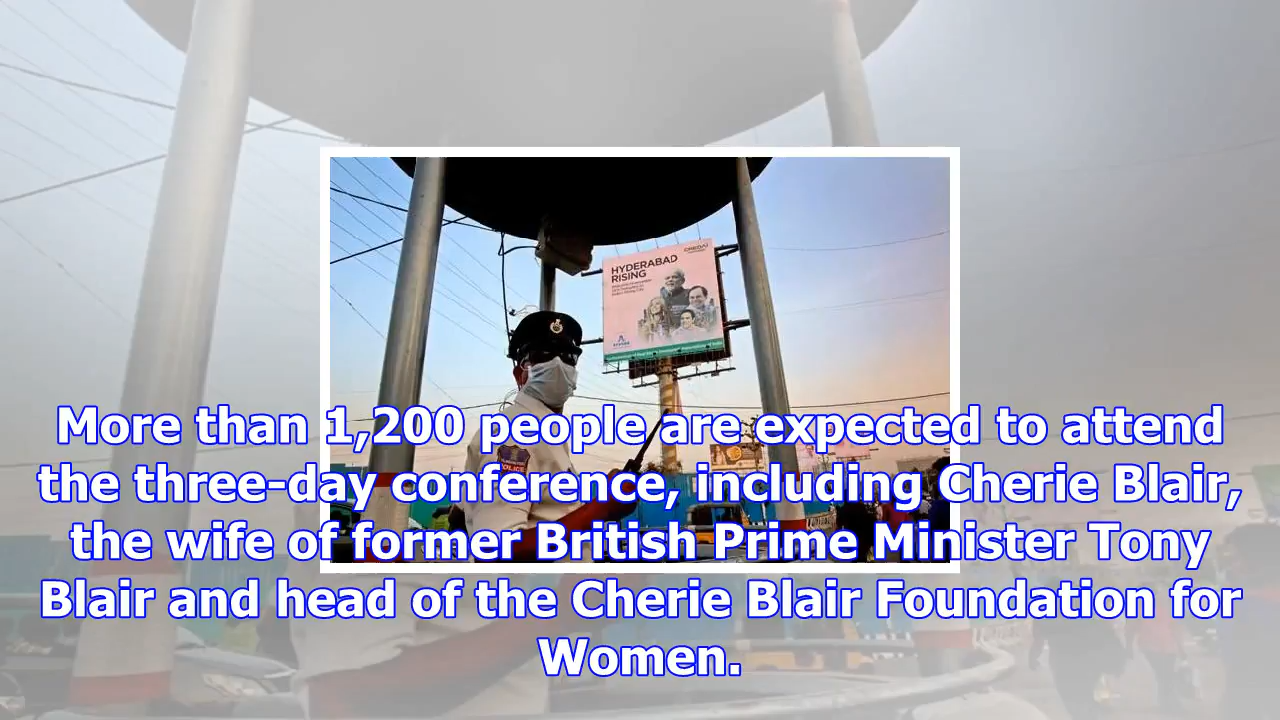 CREDAI
HYDERABAD
RISING
POLICE
More than 1,200 people are expected to attend
the three-day conference, including Cherie Blair,
the wife of former British Prime Minister Tony
Blair and head of the Cherie Blair Foundation for
Women.